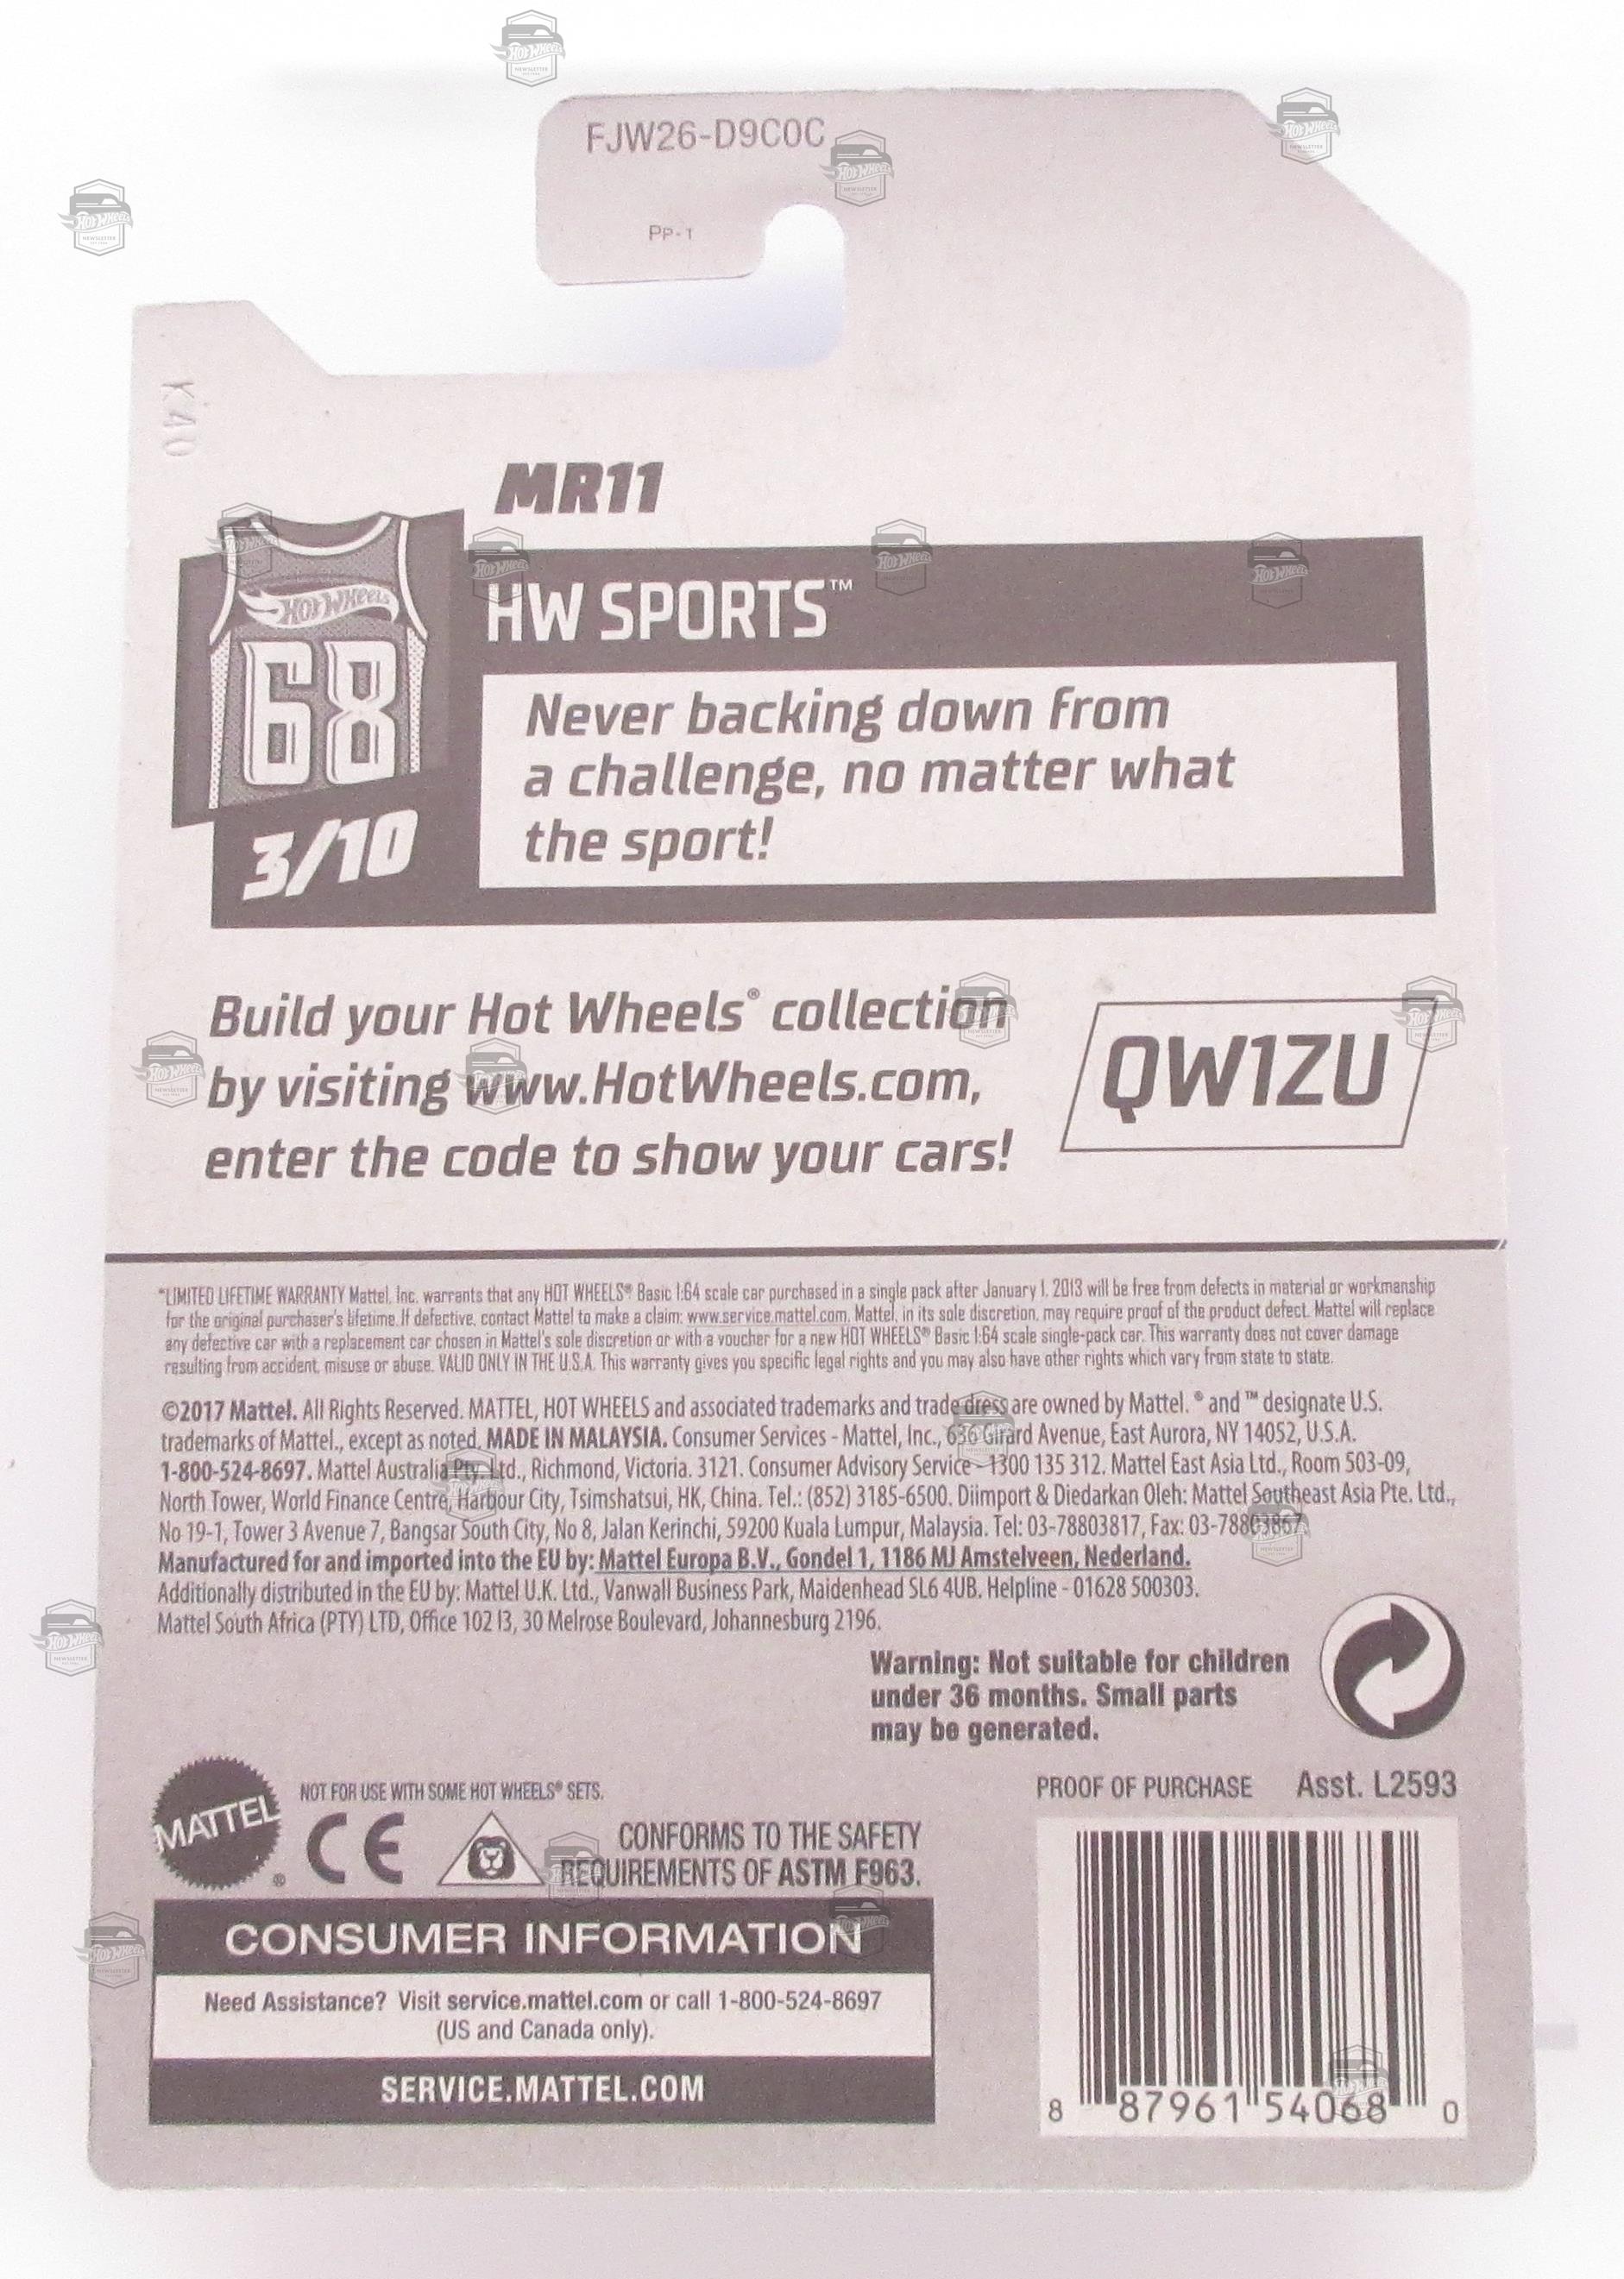 FJW26-D9C0C
PP-1
K40
MR11
HOT WHEELS
68
3/10
HW SPORTS™
Never backing down from
a challenge, no matter what
the sport!
Build your Hot Wheels® collection
by visiting www.HotWheels.com,
enter the code to show your cars!
QW1ZU
*LIMITED LIFETIME WARRANTY Mattel, Inc. warrants that any HOT WHEELS® Basic 1:64 scale car purchased in a single pack after January 1, 2013 will be free from defects in material or workmanship
for the original purchaser's lifetime. If defective, contact Mattel to make a claim: www.service.mattel.com. Mattel, in its sole discretion, may require proof of the product defect. Mattel will replace
any defective car with a replacement car chosen in Mattel's sole discretion or with a voucher for a new HOT WHEELS® Basic 1:64 scale single-pack car. This warranty does not cover damage
resulting from accident, misuse or abuse. VALID ONLY IN THE U.S.A. This warranty gives you specific legal rights and you may also have other rights which vary from state to state.
©2017 Mattel. All Rights Reserved. MATTEL, HOT WHEELS and associated trademarks and trade dress are owned by Mattel. ® and ™ designate U.S.
trademarks of Mattel., except as noted. MADE IN MALAYSIA. Consumer Services - Mattel, Inc., 636 Girard Avenue, East Aurora, NY 14052, U.S.A.
1-800-524-8697. Mattel Australia Pty. Ltd., Richmond, Victoria. 3121. Consumer Advisory Service - 1300 135 312. Mattel East Asia Ltd., Room 503-09,
North Tower, World Finance Centre, Harbour City, Tsimshatsui, HK, China. Tel.: (852) 3185-6500. Diimport & Diedarkan Oleh: Mattel Southeast Asia Pte. Ltd.,
No 19-1, Tower 3 Avenue 7, Bangsar South City, No 8, Jalan Kerinchi, 59200 Kuala Lumpur, Malaysia. Tel: 03-78803817, Fax: 03-78803867.
Manufactured for and imported into the EU by: Mattel Europa B.V., Gondel 1, 1186 MJ Amstelveen, Nederland.
Additionally distributed in the EU by: Mattel U.K. Ltd., Vanwall Business Park, Maidenhead SL6 4UB. Helpline - 01628 500303.
Mattel South Africa (PTY) LTD, Office 102 I3, 30 Melrose Boulevard, Johannesburg 2196.
Warning: Not suitable for children
under 36 months. Small parts
may be generated.
MATTEL®
NOT FOR USE WITH SOME HOT WHEELS® SETS.
CE
CONFORMS TO THE SAFETY
REQUIREMENTS OF ASTM F963.
PROOF OF PURCHASE Asst. L2593
CONSUMER INFORMATION
Need Assistance? Visit service.mattel.com or call 1-800-524-8697
(US and Canada only).
SERVICE.MATTEL.COM
8 87961 54068 0